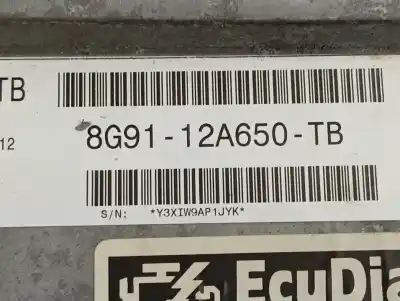 TB
8G91-12A650-TB
12
S/N: *Y3XIW9AP1JYK*
EcuDia